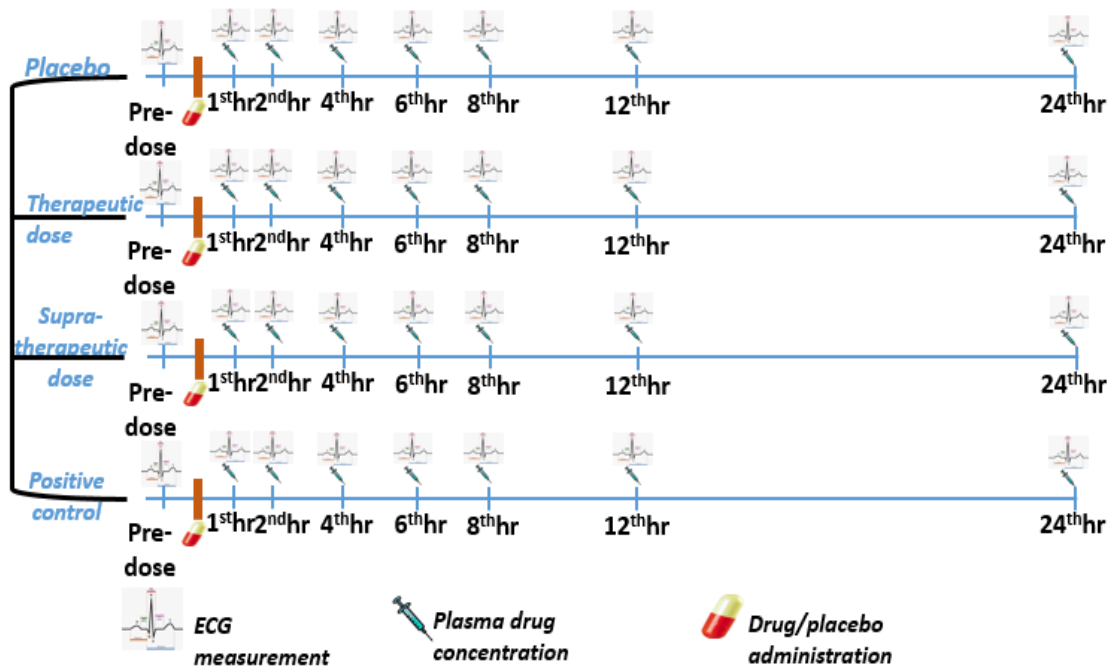 Placebo
Pre-
dose
1ˢᵗhr 2ⁿᵈhr 4ᵗʰhr 6ᵗʰhr 8ᵗʰhr 12ᵗʰhr 24ᵗʰhr
Therapeutic
dose
Pre-
dose
1ˢᵗhr 2ⁿᵈhr 4ᵗʰhr 6ᵗʰhr 8ᵗʰhr 12ᵗʰhr 24ᵗʰhr
Supra-
therapeutic
dose
Pre-
dose
1ˢᵗhr 2ⁿᵈhr 4ᵗʰhr 6ᵗʰhr 8ᵗʰhr 12ᵗʰhr 24ᵗʰhr
Positive
control
Pre-
dose
1ˢᵗhr 2ⁿᵈhr 4ᵗʰhr 6ᵗʰhr 8ᵗʰhr 12ᵗʰhr 24ᵗʰhr
ECG
measurement
Plasma drug
concentration
Drug/placebo
administration